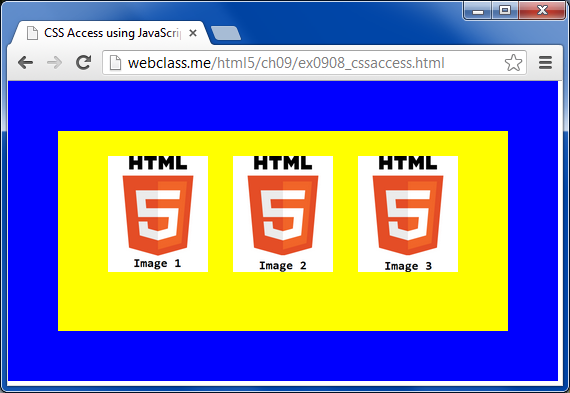 CSS Access using JavaScrip
webclass.me/html5/ch09/ex0908_cssaccess.html
HTML HTML HTML
5 5 5
Image 1 Image 2 Image 3